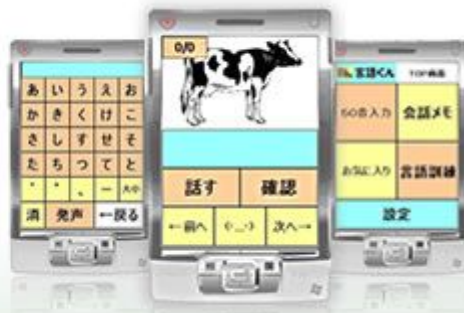 あ い う え お
か き く け こ
さ し す せ そ
た ち つ て と
゛ ゜ 、 ー 大小
消 発声 ←戻る
0/0
話す 確認
←前へ 次へ→
言語くん TOP画面
50音入力 会話メモ
お気に入り 言語訓練
設定